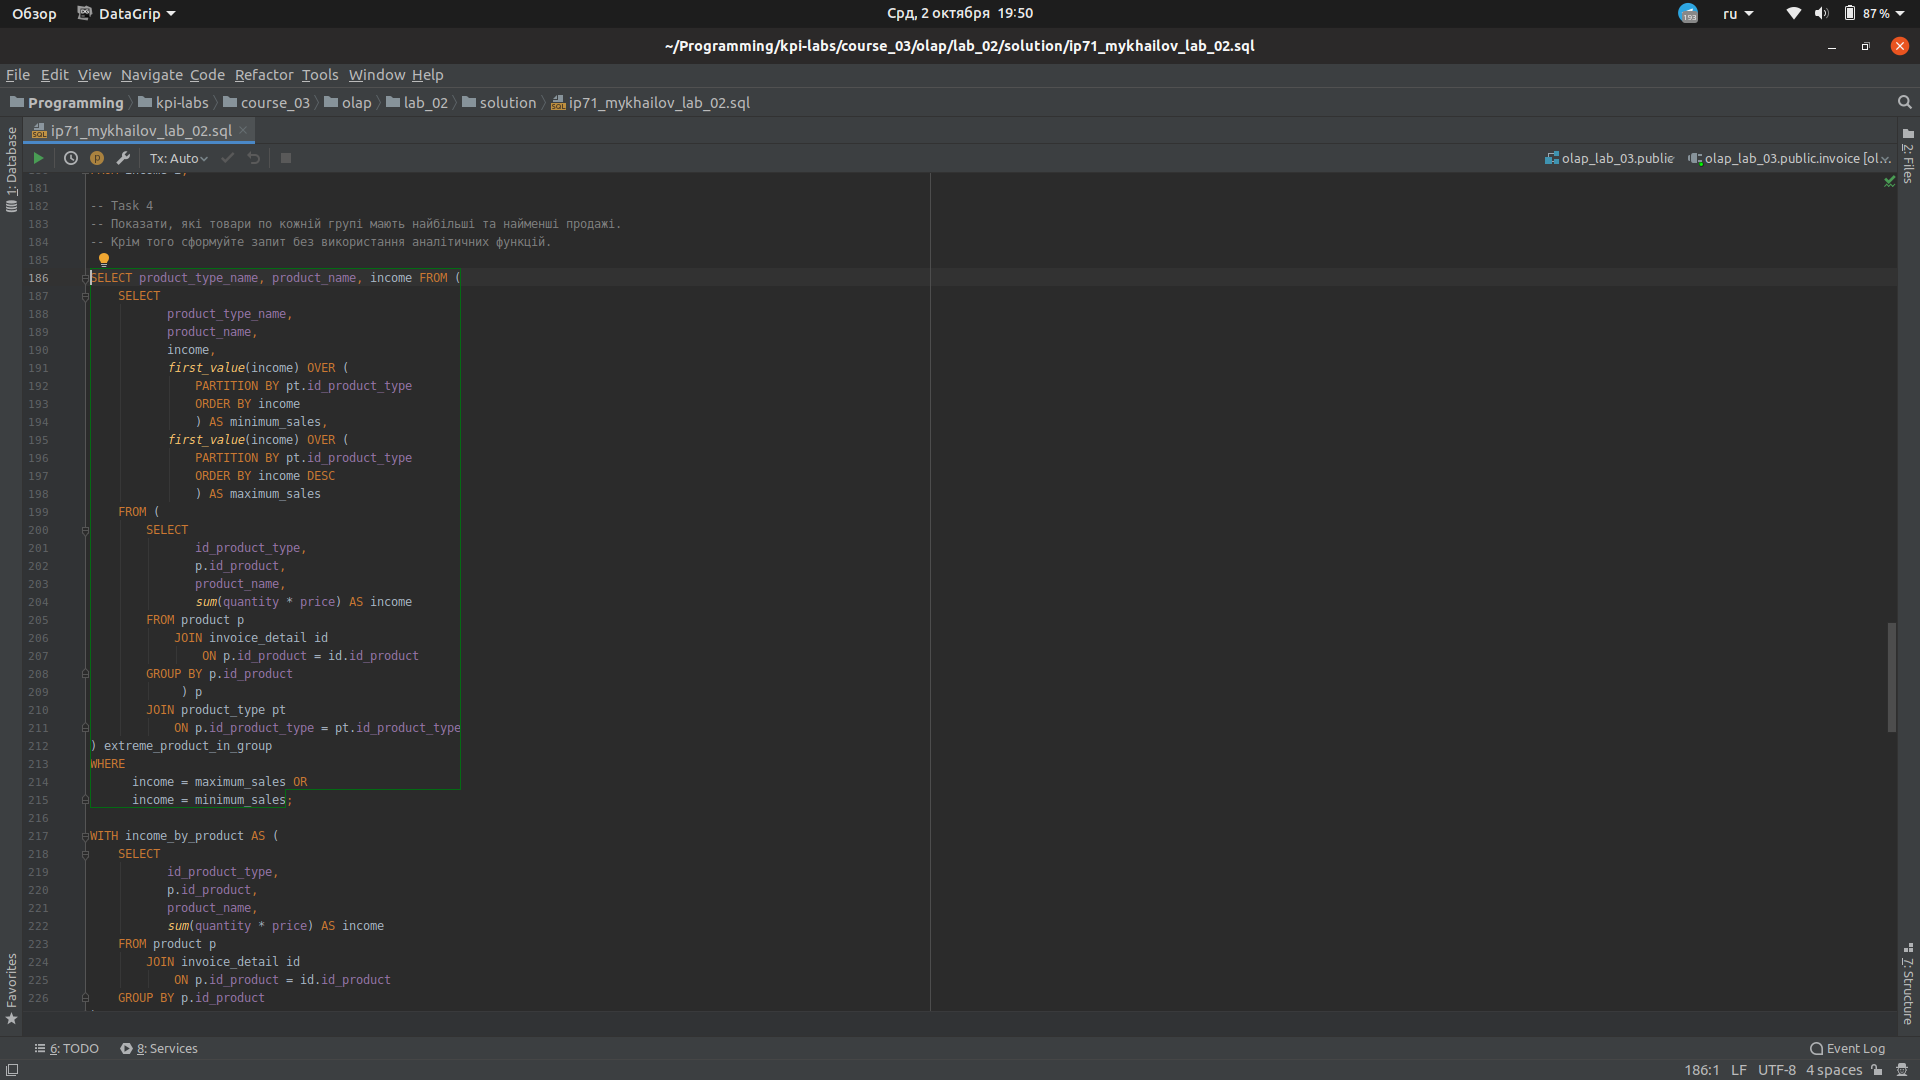 Обзор DataGrip Срд, 2 октября 19:50 193 ru 87 %
~/Programming/kpi-labs/course_03/olap/lab_02/solution/ip71_mykhailov_lab_02.sql
File Edit View Navigate Code Refactor Tools Window Help
Programming kpi-labs course_03 olap lab_02 solution ip71_mykhailov_lab_02.sql
ip71_mykhailov_lab_02.sql
Tx: Auto olap_lab_03.public olap_lab_03.public.invoice [ol...
1: Database
2: Files
181
182 -- Task 4
183 -- Показати, які товари по кожній групі мають найбільші та найменші продажі.
184 -- Крім того сформуйте запит без використання аналітичних функцій.
185
186 SELECT product_type_name, product_name, income FROM (
187 SELECT
188 product_type_name,
189 product_name,
190 income,
191 first_value(income) OVER (
192 PARTITION BY pt.id_product_type
193 ORDER BY income
194 ) AS minimum_sales,
195 first_value(income) OVER (
196 PARTITION BY pt.id_product_type
197 ORDER BY income DESC
198 ) AS maximum_sales
199 FROM (
200 SELECT
201 id_product_type,
202 p.id_product,
203 product_name,
204 sum(quantity * price) AS income
205 FROM product p
206 JOIN invoice_detail id
207 ON p.id_product = id.id_product
208 GROUP BY p.id_product
209 ) p
210 JOIN product_type pt
211 ON p.id_product_type = pt.id_product_type
212 ) extreme_product_in_group
213 WHERE
214 income = maximum_sales OR
215 income = minimum_sales;
216
217 WITH income_by_product AS (
218 SELECT
219 id_product_type,
220 p.id_product,
221 product_name,
222 sum(quantity * price) AS income
223 FROM product p
224 JOIN invoice_detail id
225 ON p.id_product = id.id_product
226 GROUP BY p.id_product
Favorites
7: Structure
6: TODO 8: Services Event Log
186:1 LF UTF-8 4 spaces